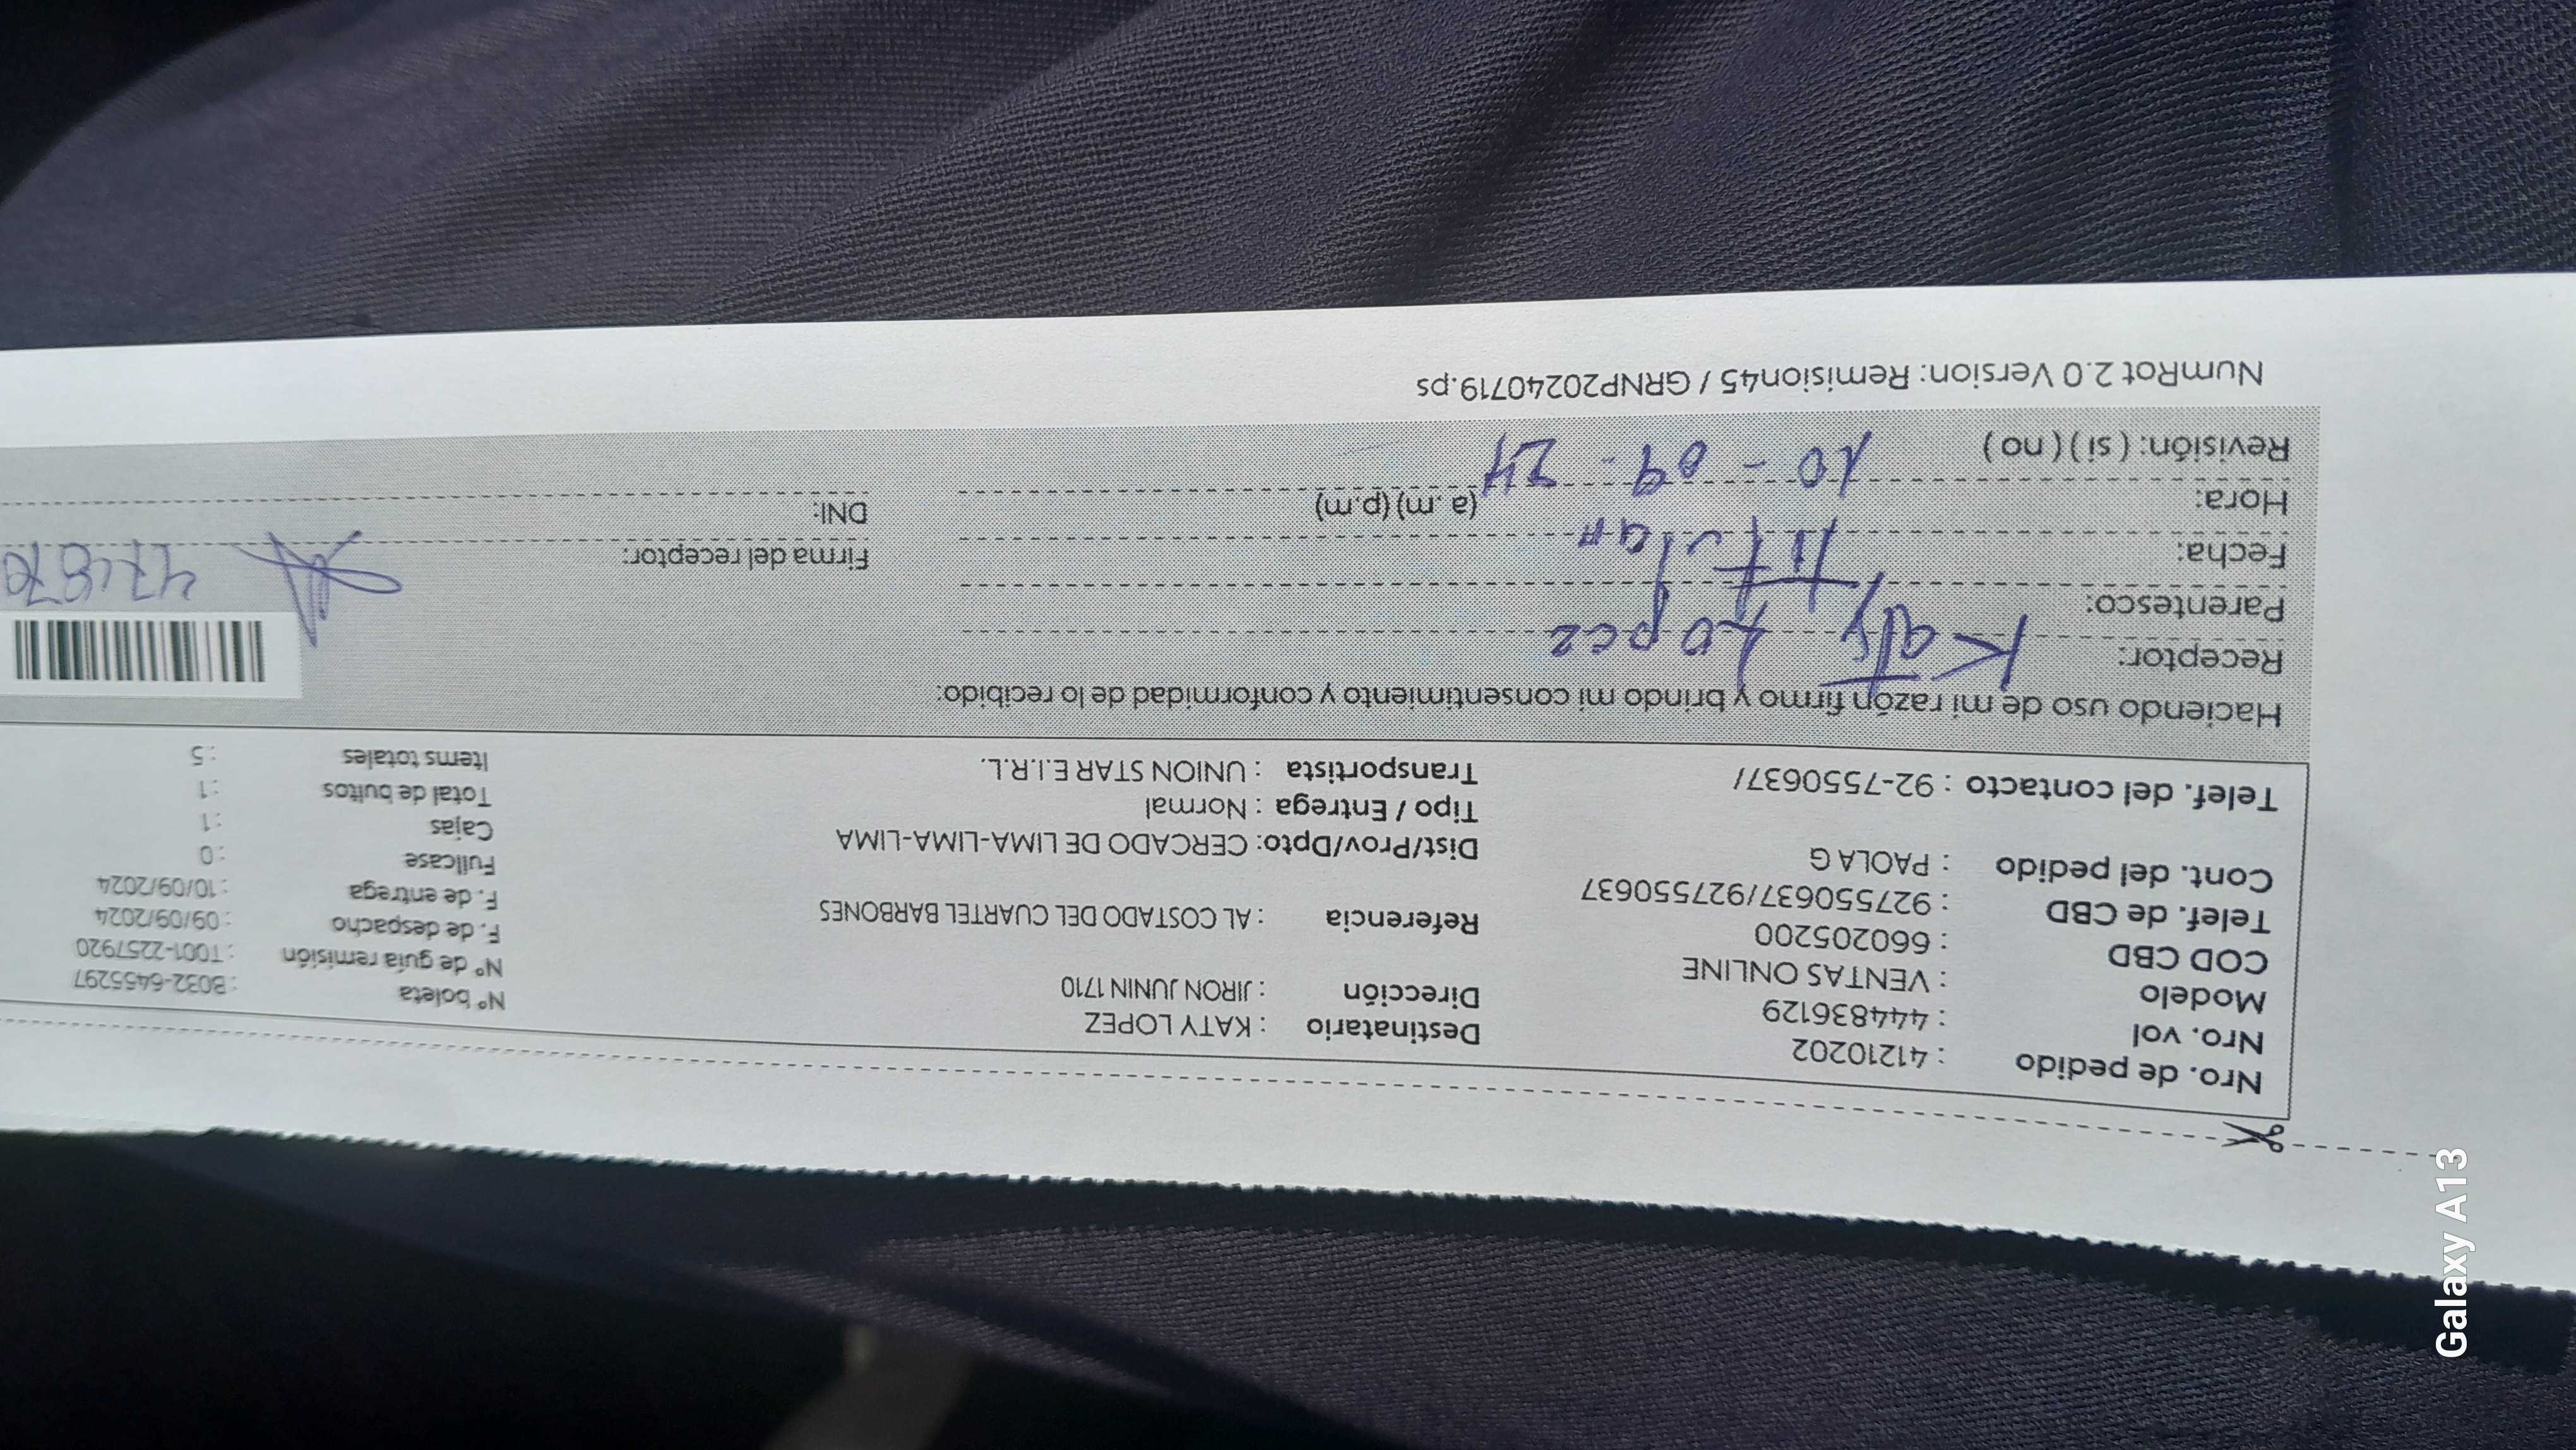 Nro. de pedido : 41210202
Nro. vol : 444836129
Modelo : VENTAS ONLINE
COD CBD : 660205200
Telef. de CBD : 927550637/927550637
Cont. del pedido : PAOLA G
Telef. del contacto : 92-7550637/
Destinatario : KATY LOPEZ
Dirección : JIRON JUNIN 1710
Referencia : AL COSTADO DEL CUARTEL BARBONES
Dist/Prov/Dpto: CERCADO DE LIMA-LIMA-LIMA
Tipo / Entrega : Normal
Transportista : UNION STAR E.I.R.L.
Nº boleta : B032-6455297
Nº de guía remisión : T001-2257920
F. de despacho : 09/09/2024
F. de entrega : 10/09/2024
Fullcase : 0
Cajas : 1
Total de bultos : 1
Items totales : 5
Haciendo uso de mi razón firmo y brindo mi consentimiento y conformidad de lo recibido:
Receptor: Katy Lopez
Parentesco: Titular
Fecha: 10-09-24
Hora: (a.m) (p.m)
Revisión: ( si ) ( no )
Firma del receptor:
DNI:
NumRot 2.0 Version: Remision45 / GRNP20240719.ps
Galaxy A13